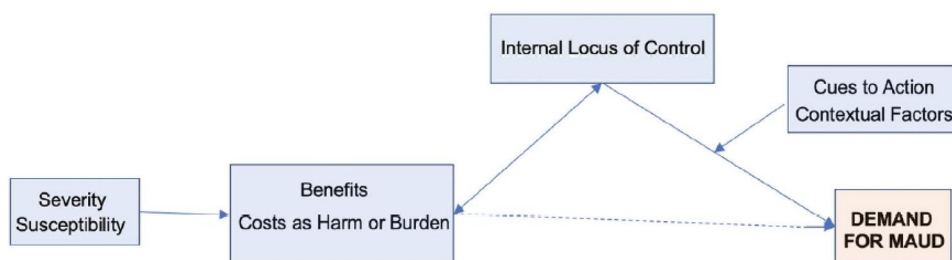 Internal Locus of Control
Cues to Action
Contextual Factors
Severity
Susceptibility
Benefits
Costs as Harm or Burden
DEMAND
FOR MAUD